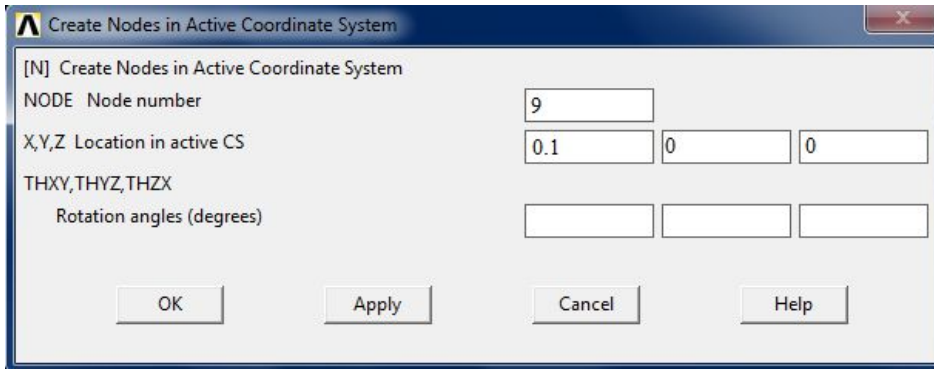 Create Nodes in Active Coordinate System
[N] Create Nodes in Active Coordinate System
NODE Node number 9
X,Y,Z Location in active CS 0.1 0 0
THXY,THYZ,THZX
Rotation angles (degrees)
OK Apply Cancel Help